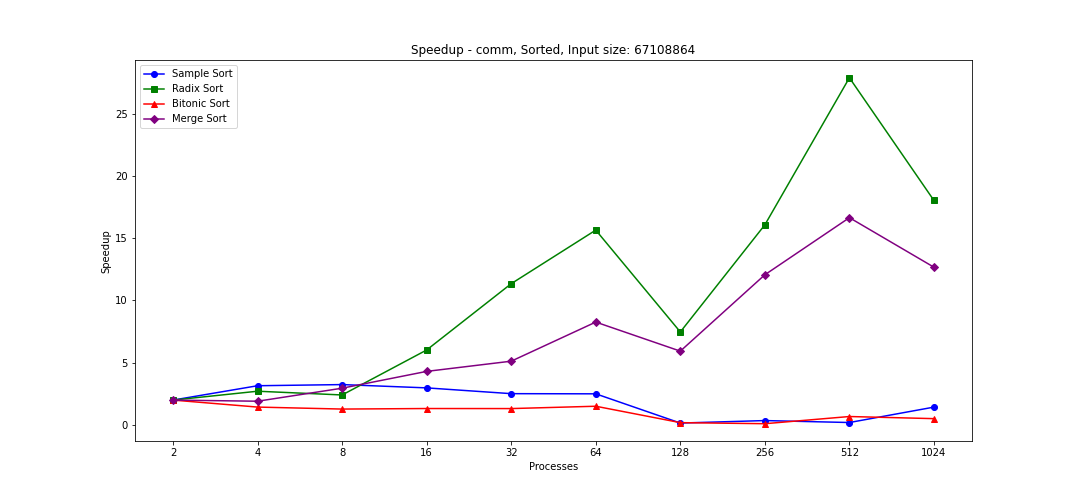 Speedup - comm, Sorted, Input size: 67108864
Sample Sort
Radix Sort
Bitonic Sort
Merge Sort
Speedup
25
20
15
10
5
0
2 4 8 16 32 64 128 256 512 1024
Processes